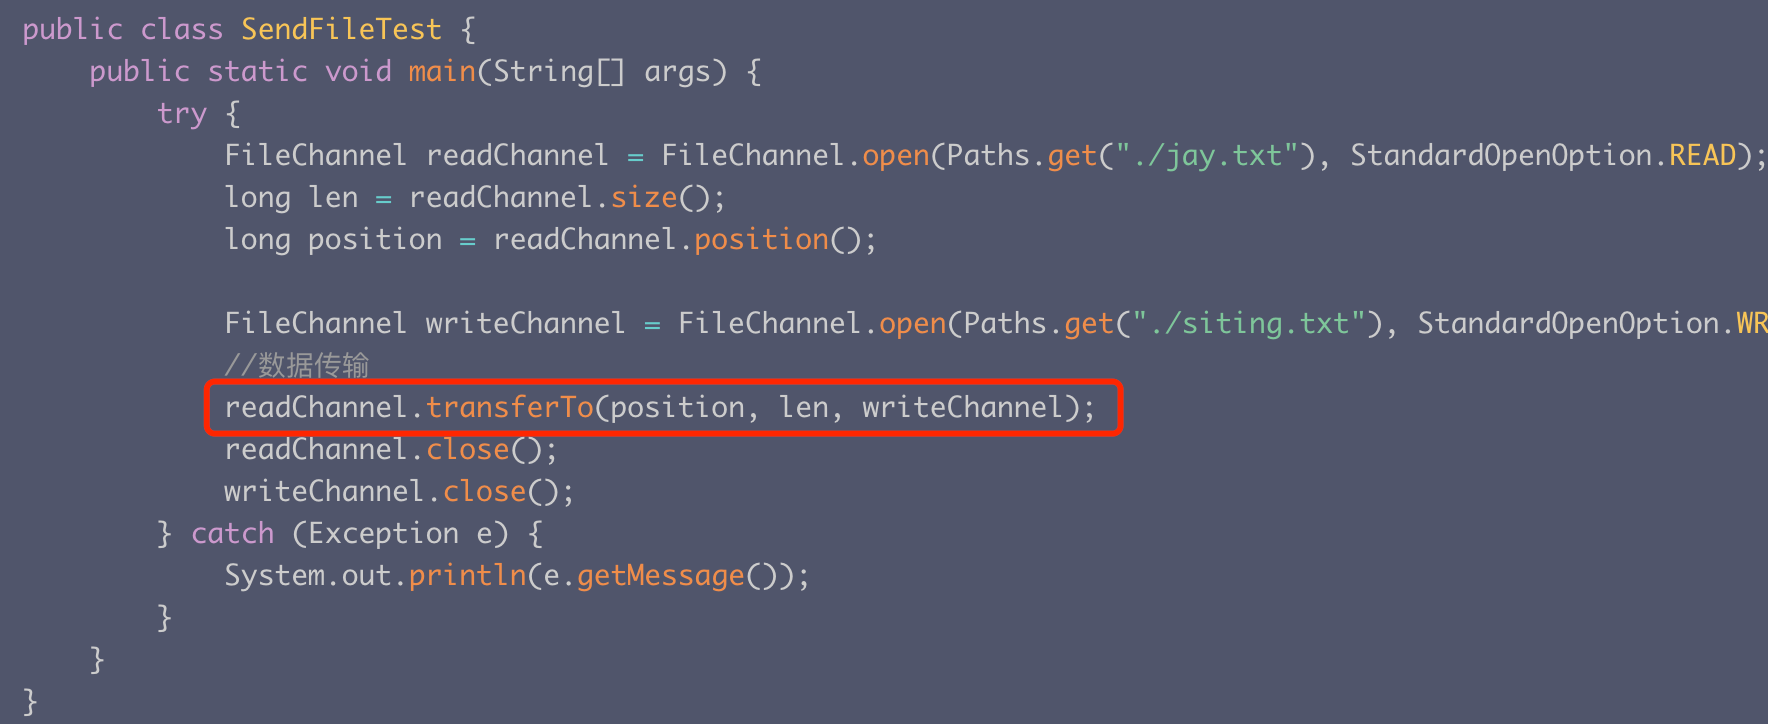 public class SendFileTest {
public static void main(String[] args) {
try {
FileChannel readChannel = FileChannel.open(Paths.get("./jay.txt"), StandardOpenOption.READ);
long len = readChannel.size();
long position = readChannel.position();
FileChannel writeChannel = FileChannel.open(Paths.get("./siting.txt"), StandardOpenOption.WR
//数据传输
readChannel.transferTo(position, len, writeChannel);
readChannel.close();
writeChannel.close();
} catch (Exception e) {
System.out.println(e.getMessage());
}
}
}